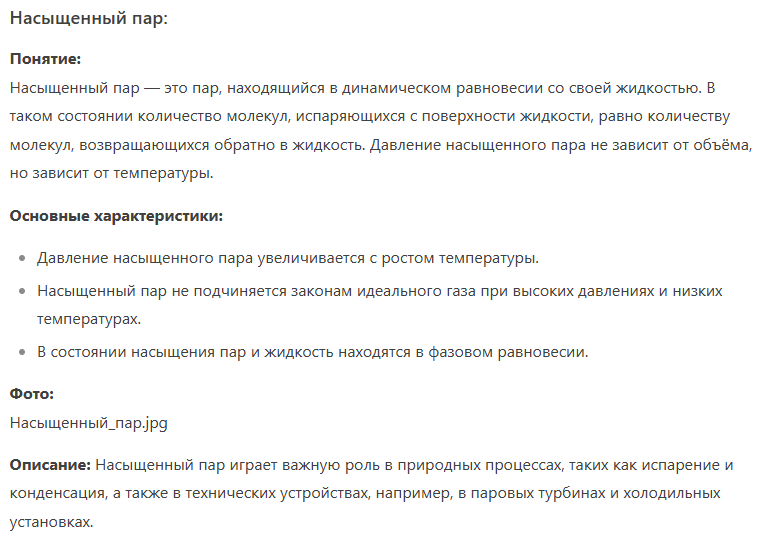 Насыщенный пар:
Понятие:
Насыщенный пар — это пар, находящийся в динамическом равновесии со своей жидкостью. В
таком состоянии количество молекул, испаряющихся с поверхности жидкости, равно количеству
молекул, возвращающихся обратно в жидкость. Давление насыщенного пара не зависит от объёма,
но зависит от температуры.
Основные характеристики:
• Давление насыщенного пара увеличивается с ростом температуры.
• Насыщенный пар не подчиняется законам идеального газа при высоких давлениях и низких
температурах.
• В состоянии насыщения пар и жидкость находятся в фазовом равновесии.
Фото:
Насыщенный_пар.jpg
Описание: Насыщенный пар играет важную роль в природных процессах, таких как испарение и
конденсация, а также в технических устройствах, например, в паровых турбинах и холодильных
установках.